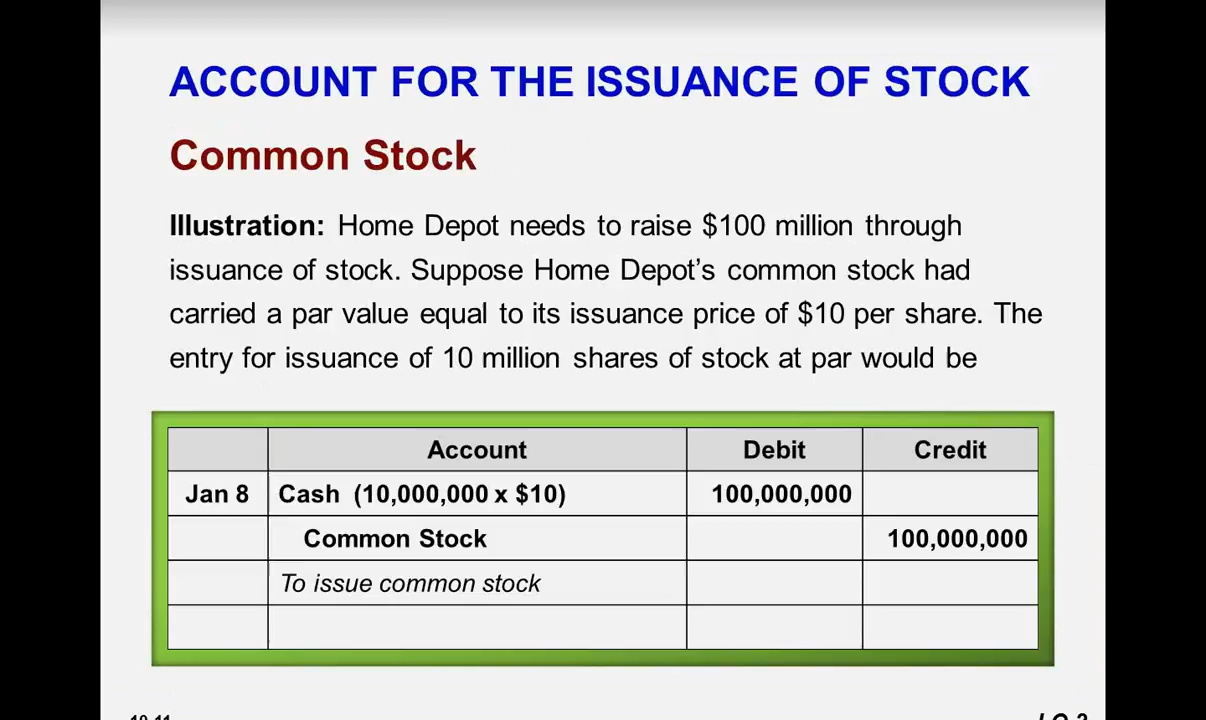 ACCOUNT FOR THE ISSUANCE OF STOCK
Common Stock
Illustration: Home Depot needs to raise $100 million through
issuance of stock. Suppose Home Depot’s common stock had
carried a par value equal to its issuance price of $10 per share. The
entry for issuance of 10 million shares of stock at par would be
Account Debit Credit
Jan 8 Cash (10,000,000 x $10) 100,000,000
Common Stock 100,000,000
To issue common stock